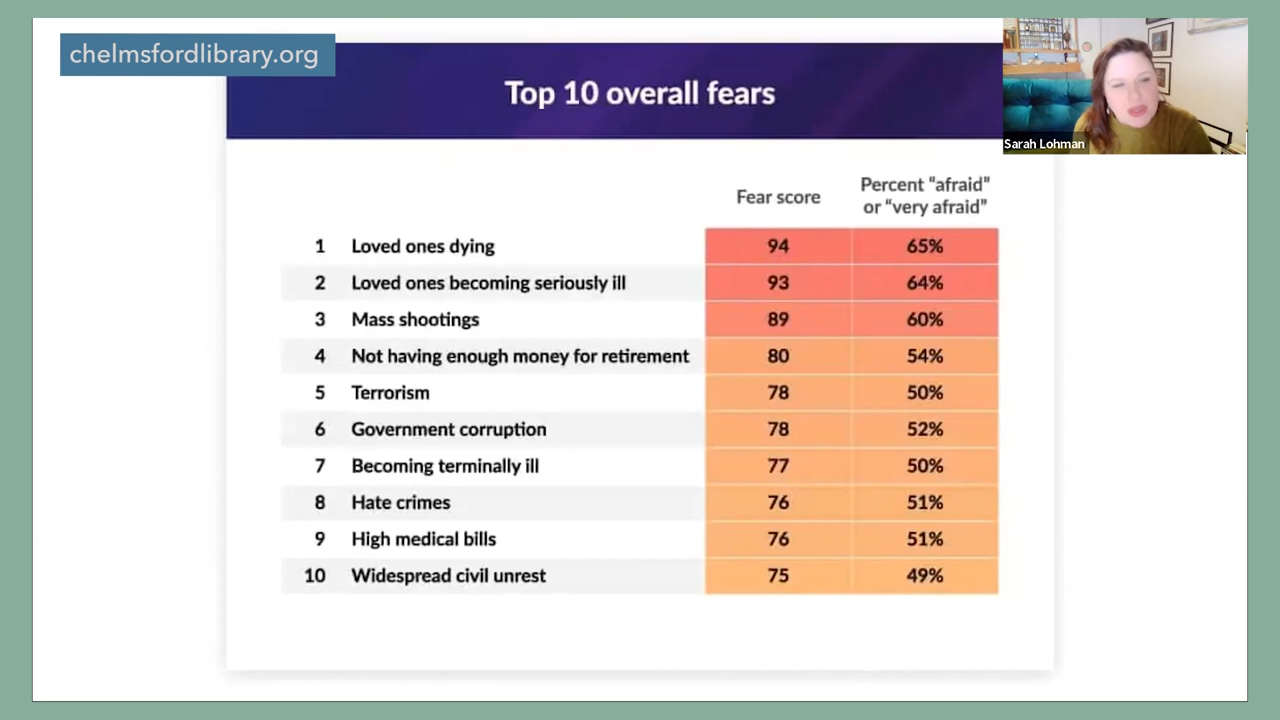 chelmsfordlibrary.org
Top 10 overall fears
Sarah Lohman
Fear score
Percent “afraid”
or “very afraid”
1 Loved ones dying 94 65%
2 Loved ones becoming seriously ill 93 64%
3 Mass shootings 89 60%
4 Not having enough money for retirement 80 54%
5 Terrorism 78 50%
6 Government corruption 78 52%
7 Becoming terminally ill 77 50%
8 Hate crimes 76 51%
9 High medical bills 76 51%
10 Widespread civil unrest 75 49%